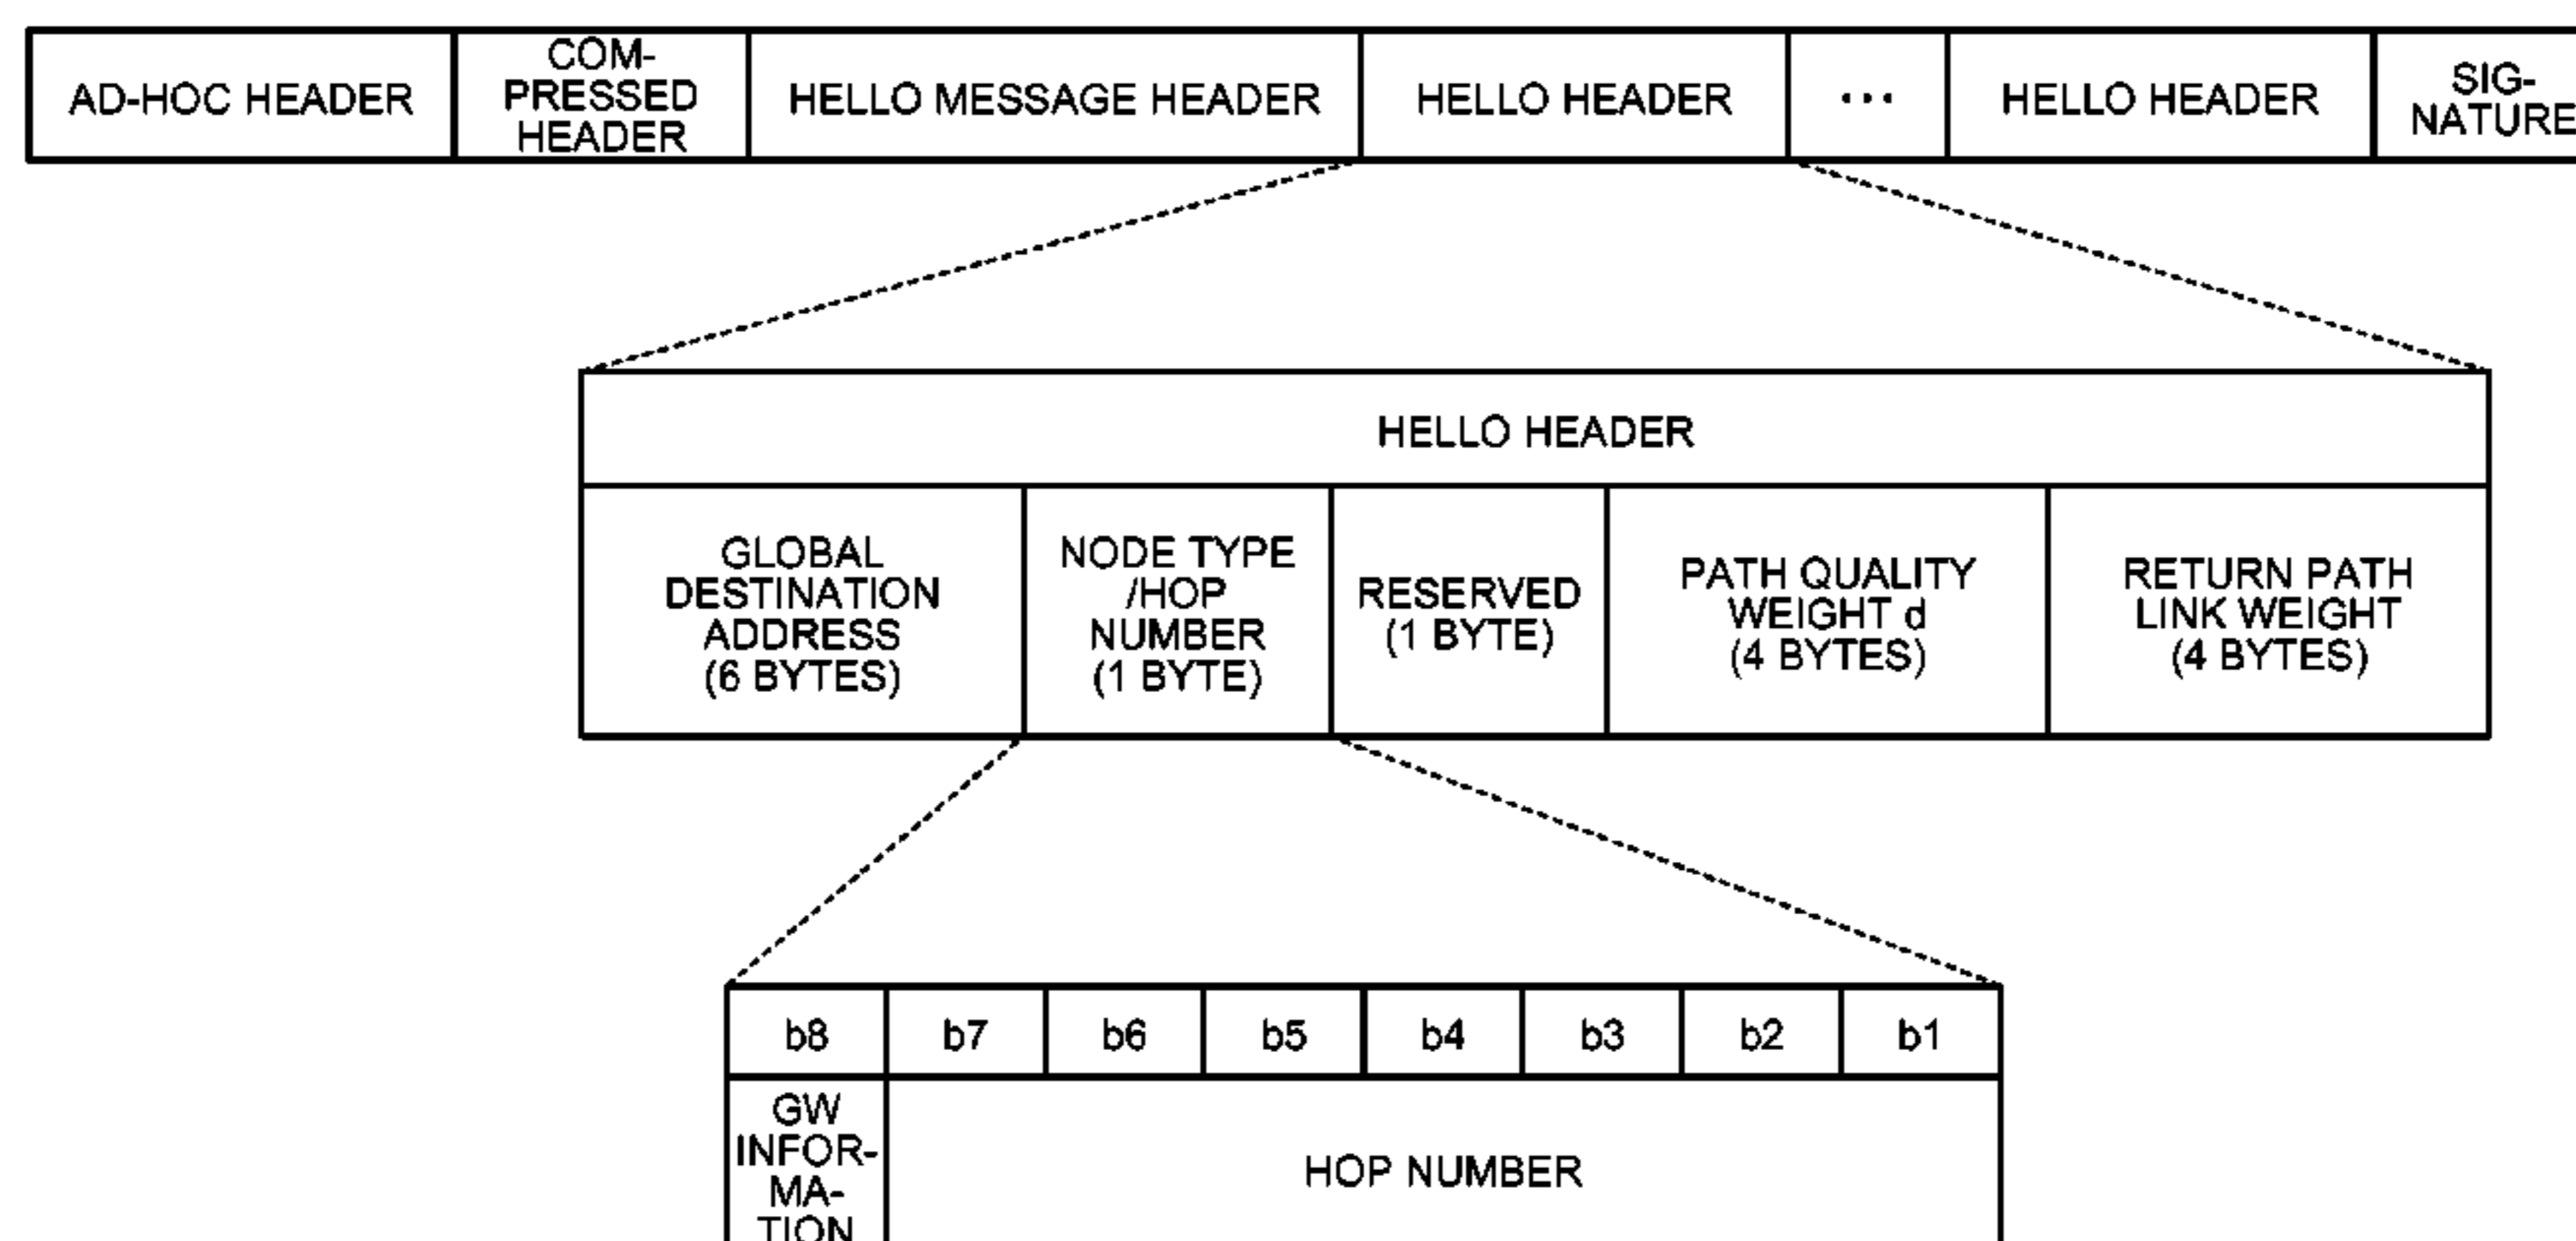 AD-HOC HEADER
COM-
PRESSED
HEADER
HELLO MESSAGE HEADER
HELLO HEADER
...
HELLO HEADER
SIG-
NATURE
HELLO HEADER
GLOBAL
DESTINATION
ADDRESS
(6 BYTES)
NODE TYPE
/HOP
NUMBER
(1 BYTE)
RESERVED
(1 BYTE)
PATH QUALITY
WEIGHT d
(4 BYTES)
RETURN PATH
LINK WEIGHT
(4 BYTES)
b8
b7
b6
b5
b4
b3
b2
b1
GW
INFOR-
MA-
TION
HOP NUMBER